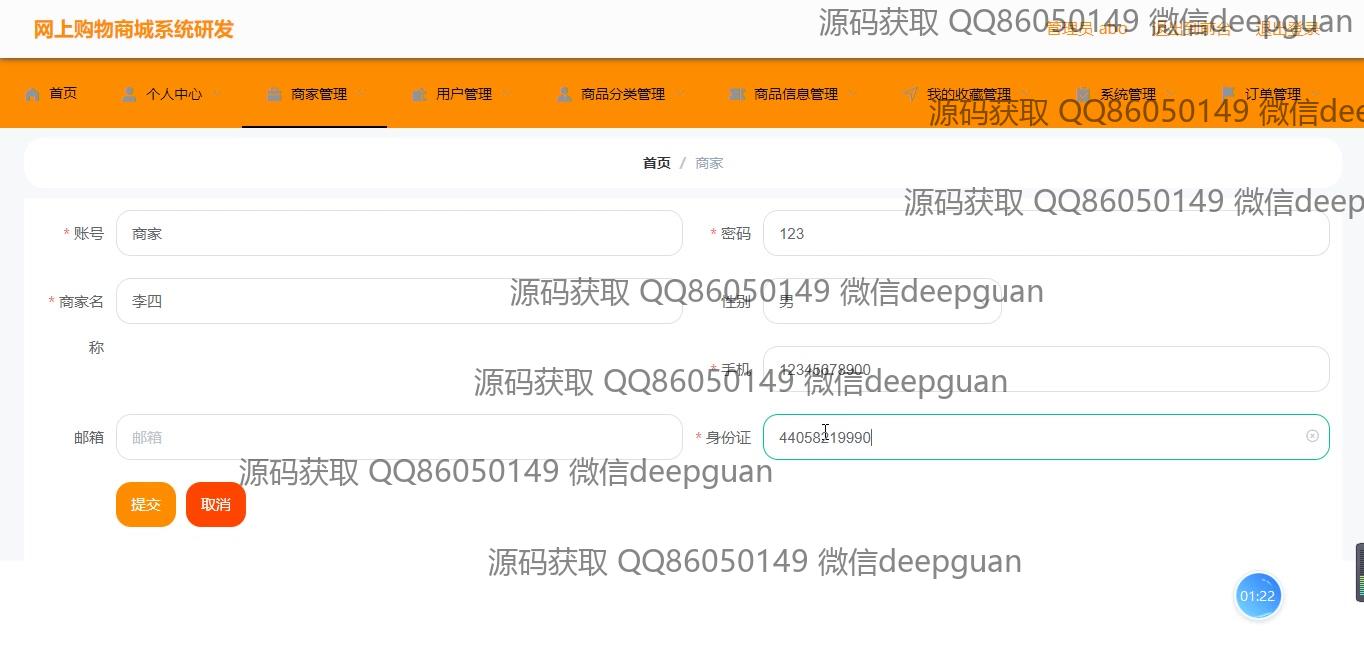 网上购物商城系统研发
源码获取 QQ86050149 微信deepguan
管理员 abo 退出到前台 退出登录
首页 个人中心 商家管理 用户管理 商品分类管理 商品信息管理 我的收藏管理 系统管理 订单管理
源码获取 QQ86050149 微信dee
首页 / 商家
源码获取 QQ86050149 微信deep
* 账号 商家 * 密码 123
源码获取 QQ86050149 微信deepguan
* 商家名称 李四 性别 男
* 手机 12345678900
源码获取 QQ86050149 微信deepguan
邮箱 邮箱 * 身份证 44058219990
源码获取 QQ86050149 微信deepguan
提交 取消
源码获取 QQ86050149 微信deepguan
01:22